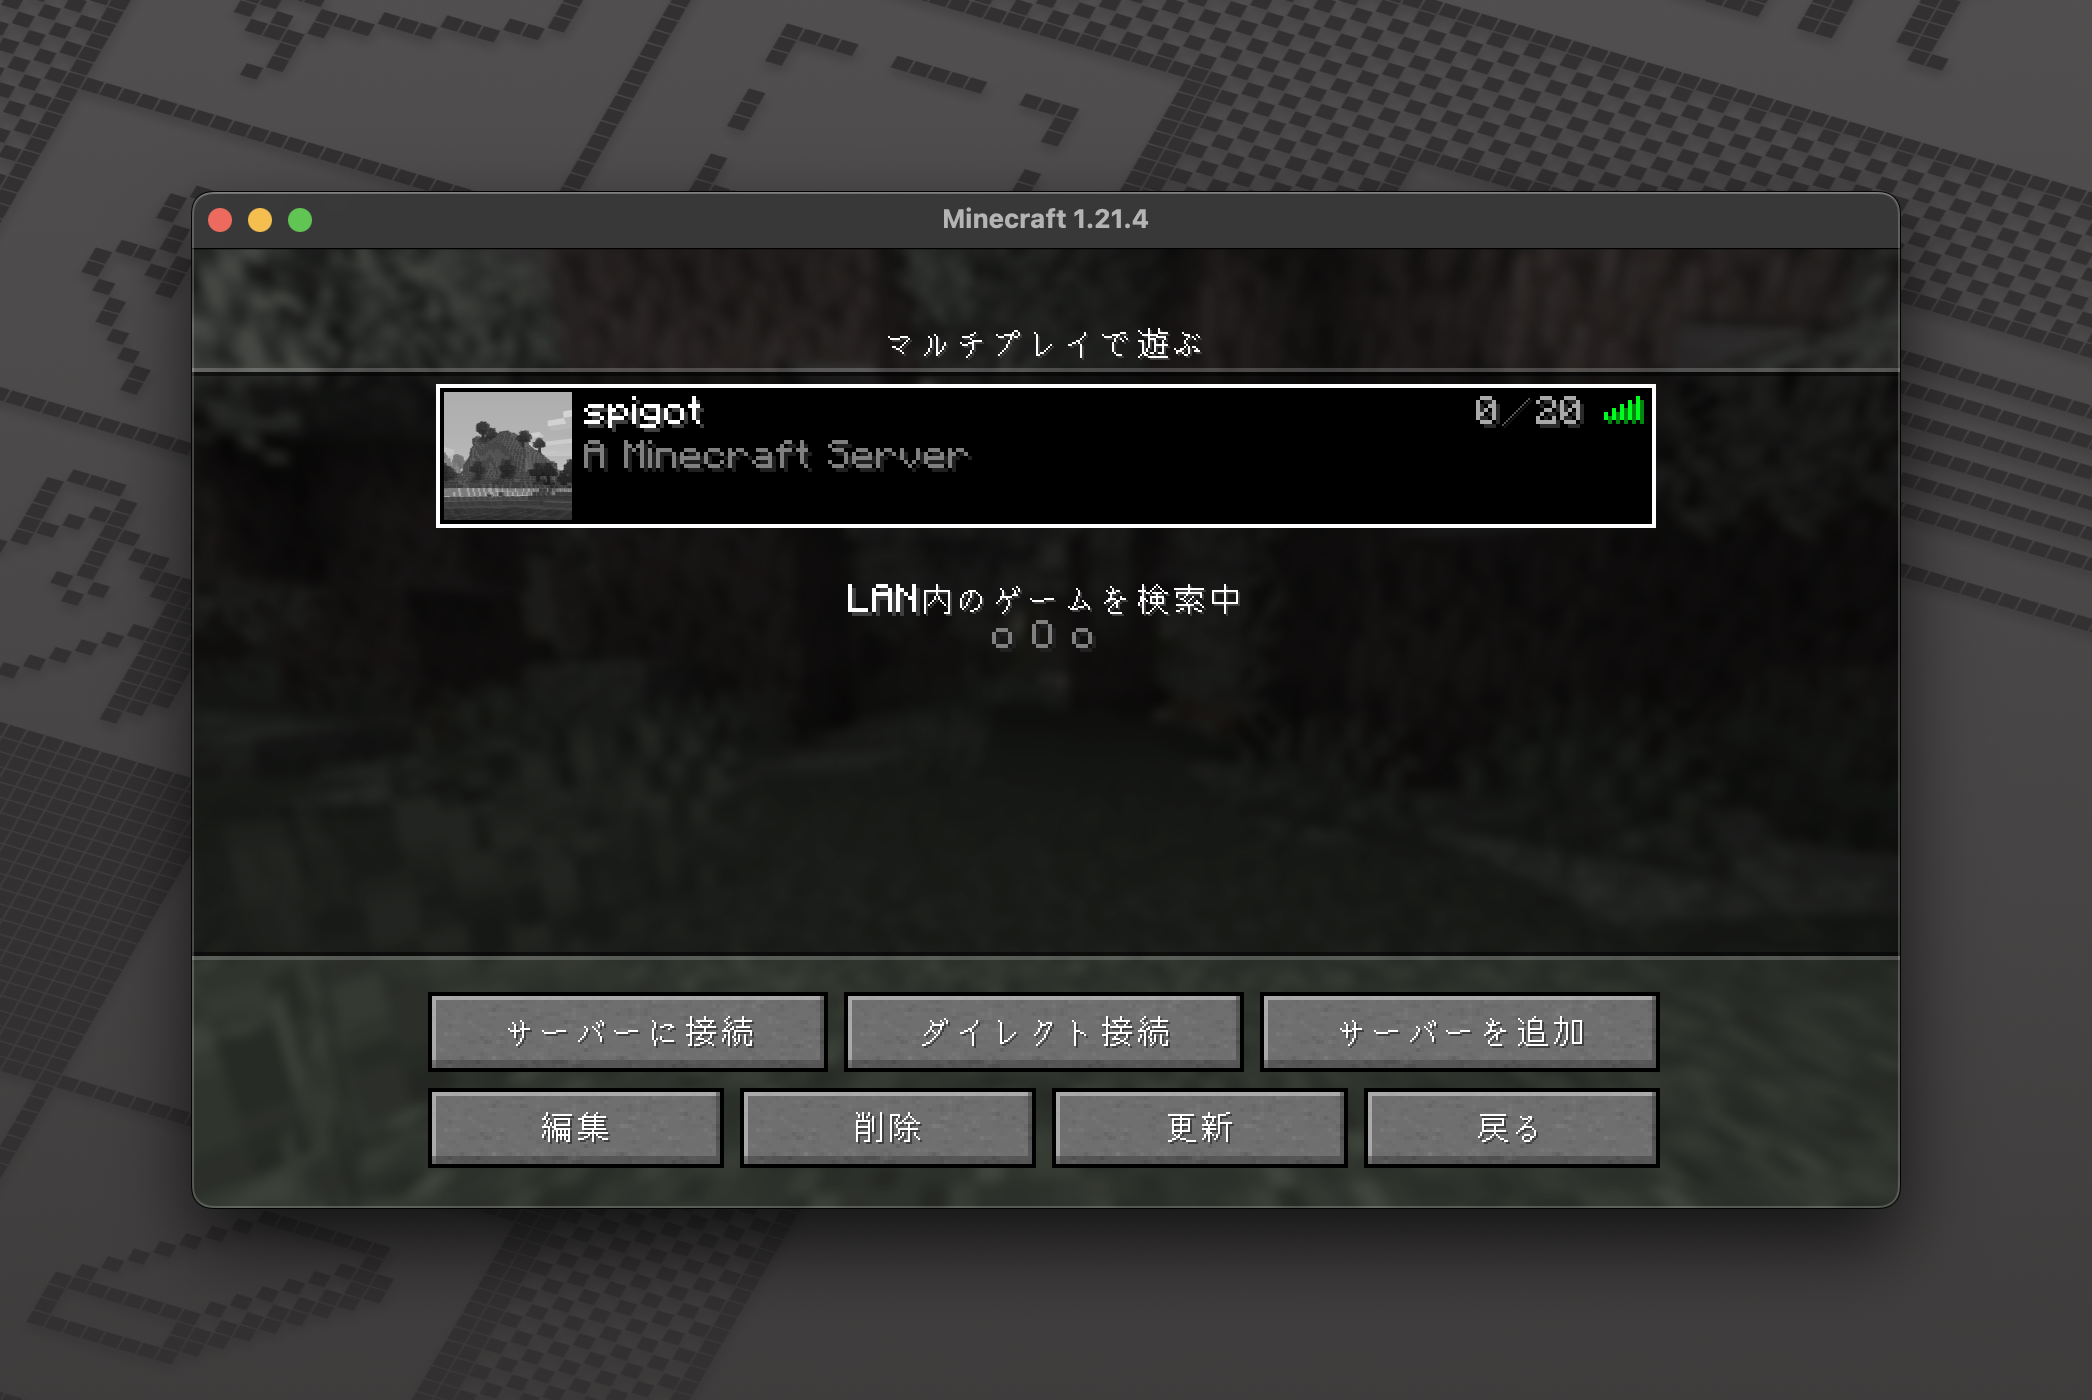 Minecraft 1.21.4
マルチプレイで遊ぶ
spigot 0/20
A Minecraft Server
LAN内のゲームを検索中
o O o
サーバーに接続 ダイレクト接続 サーバーを追加
編集 削除 更新 戻る